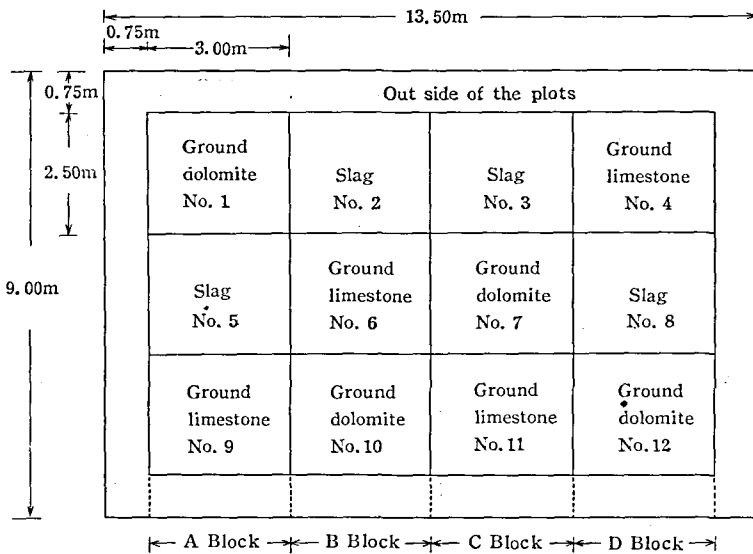 13.50m
0.75m
3.00m
0.75m
Out side of the plots
2.50m
Ground
dolomite
No. 1
Slag
No. 2
Slag
No. 3
Ground
limestone
No. 4
9.00m
Slag
No. 5
Ground
limestone
No. 6
Ground
dolomite
No. 7
Slag
No. 8
Ground
limestone
No. 9
Ground
dolomite
No. 10
Ground
limestone
No. 11
Ground
dolomite
No. 12
A Block
B Block
C Block
D Block